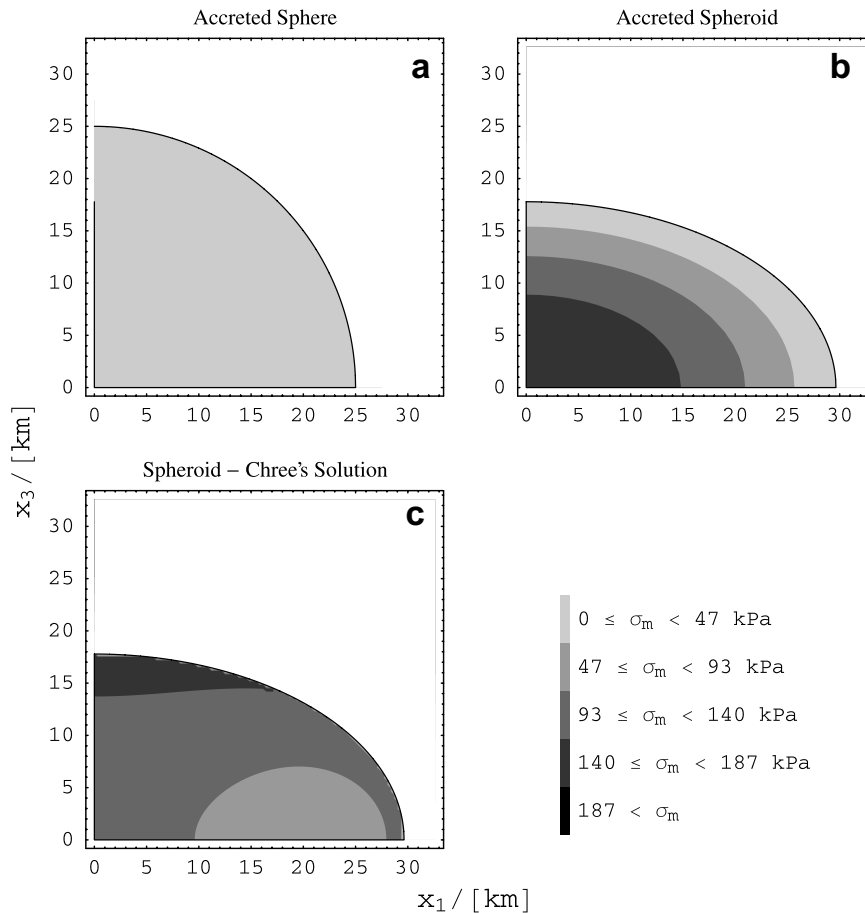 Accreted Sphere
a
30
25
20
15
10
5
0
0 5 10 15 20 25 30
Accreted Spheroid
b
30
25
20
15
10
5
0
0 5 10 15 20 25 30
Spheroid – Chree's Solution
c
30
25
20
15
10
5
0
0 5 10 15 20 25 30
x₃ / [km]
x₁ / [km]
0 ≤ σₘ < 47 kPa
47 ≤ σₘ < 93 kPa
93 ≤ σₘ < 140 kPa
140 ≤ σₘ < 187 kPa
187 < σₘ